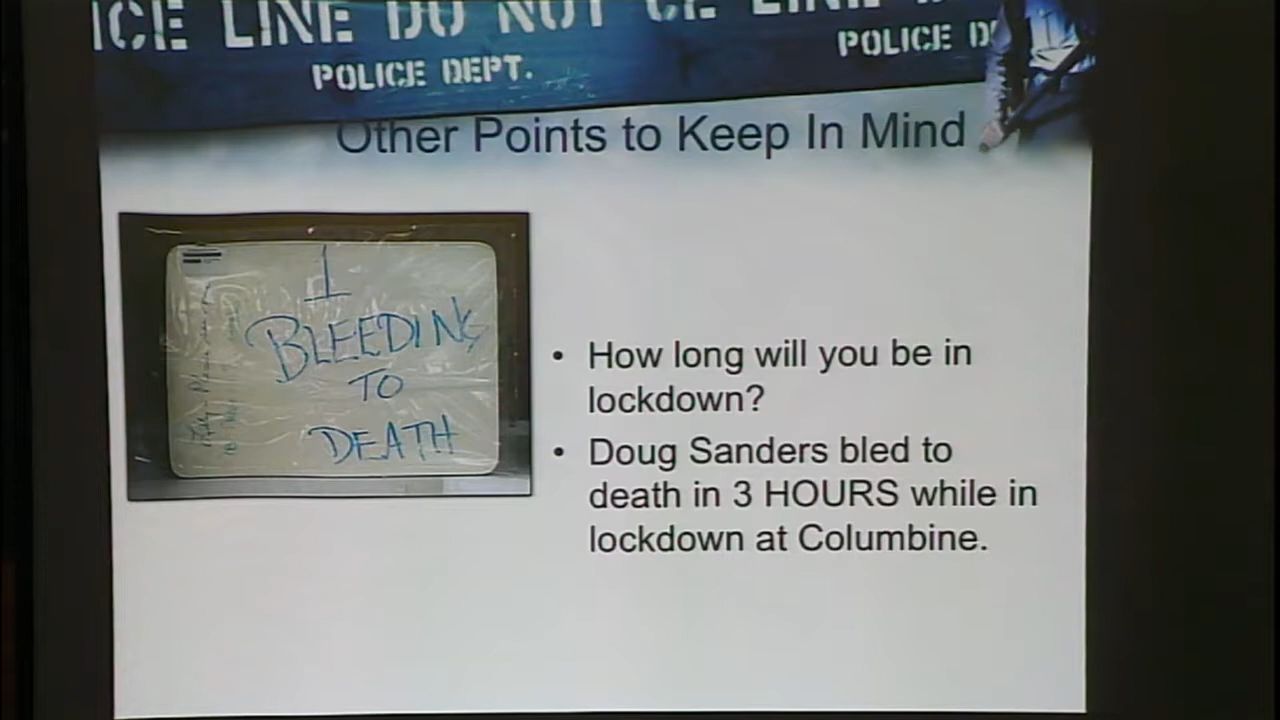 ICE LINE DO NOT
POLICE DEPT.
POLICE D
Other Points to Keep In Mind
1
BLEEDING
TO
DEATH
• How long will you be in
lockdown?
• Doug Sanders bled to
death in 3 HOURS while in
lockdown at Columbine.